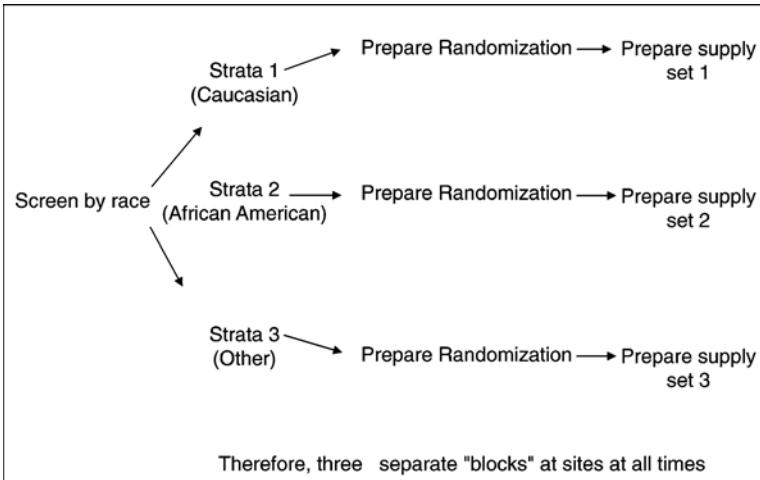 Screen by race
Strata 1
(Caucasian)
Prepare Randomization
Prepare supply
set 1
Strata 2
(African American)
Prepare Randomization
Prepare supply
set 2
Strata 3
(Other)
Prepare Randomization
Prepare supply
set 3
Therefore, three separate "blocks" at sites at all times